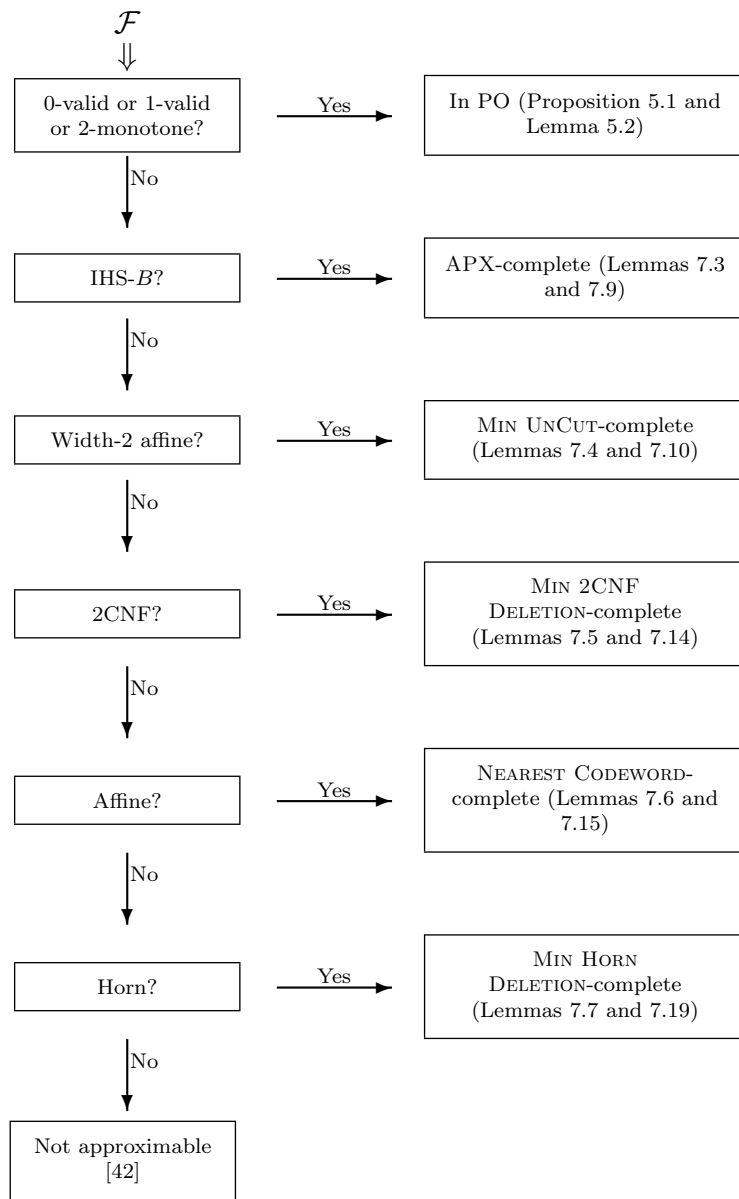 𝓕
⇓
0-valid or 1-valid
or 2-monotone?
Yes
In PO (Proposition 5.1 and
Lemma 5.2)
No
IHS-B?
Yes
APX-complete (Lemmas 7.3
and 7.9)
No
Width-2 affine?
Yes
MIN UNCUT-complete
(Lemmas 7.4 and 7.10)
No
2CNF?
Yes
MIN 2CNF
DELETION-complete
(Lemmas 7.5 and 7.14)
No
Affine?
Yes
NEAREST CODEWORD-
complete (Lemmas 7.6 and
7.15)
No
Horn?
Yes
MIN HORN
DELETION-complete
(Lemmas 7.7 and 7.19)
No
Not approximable
[42]